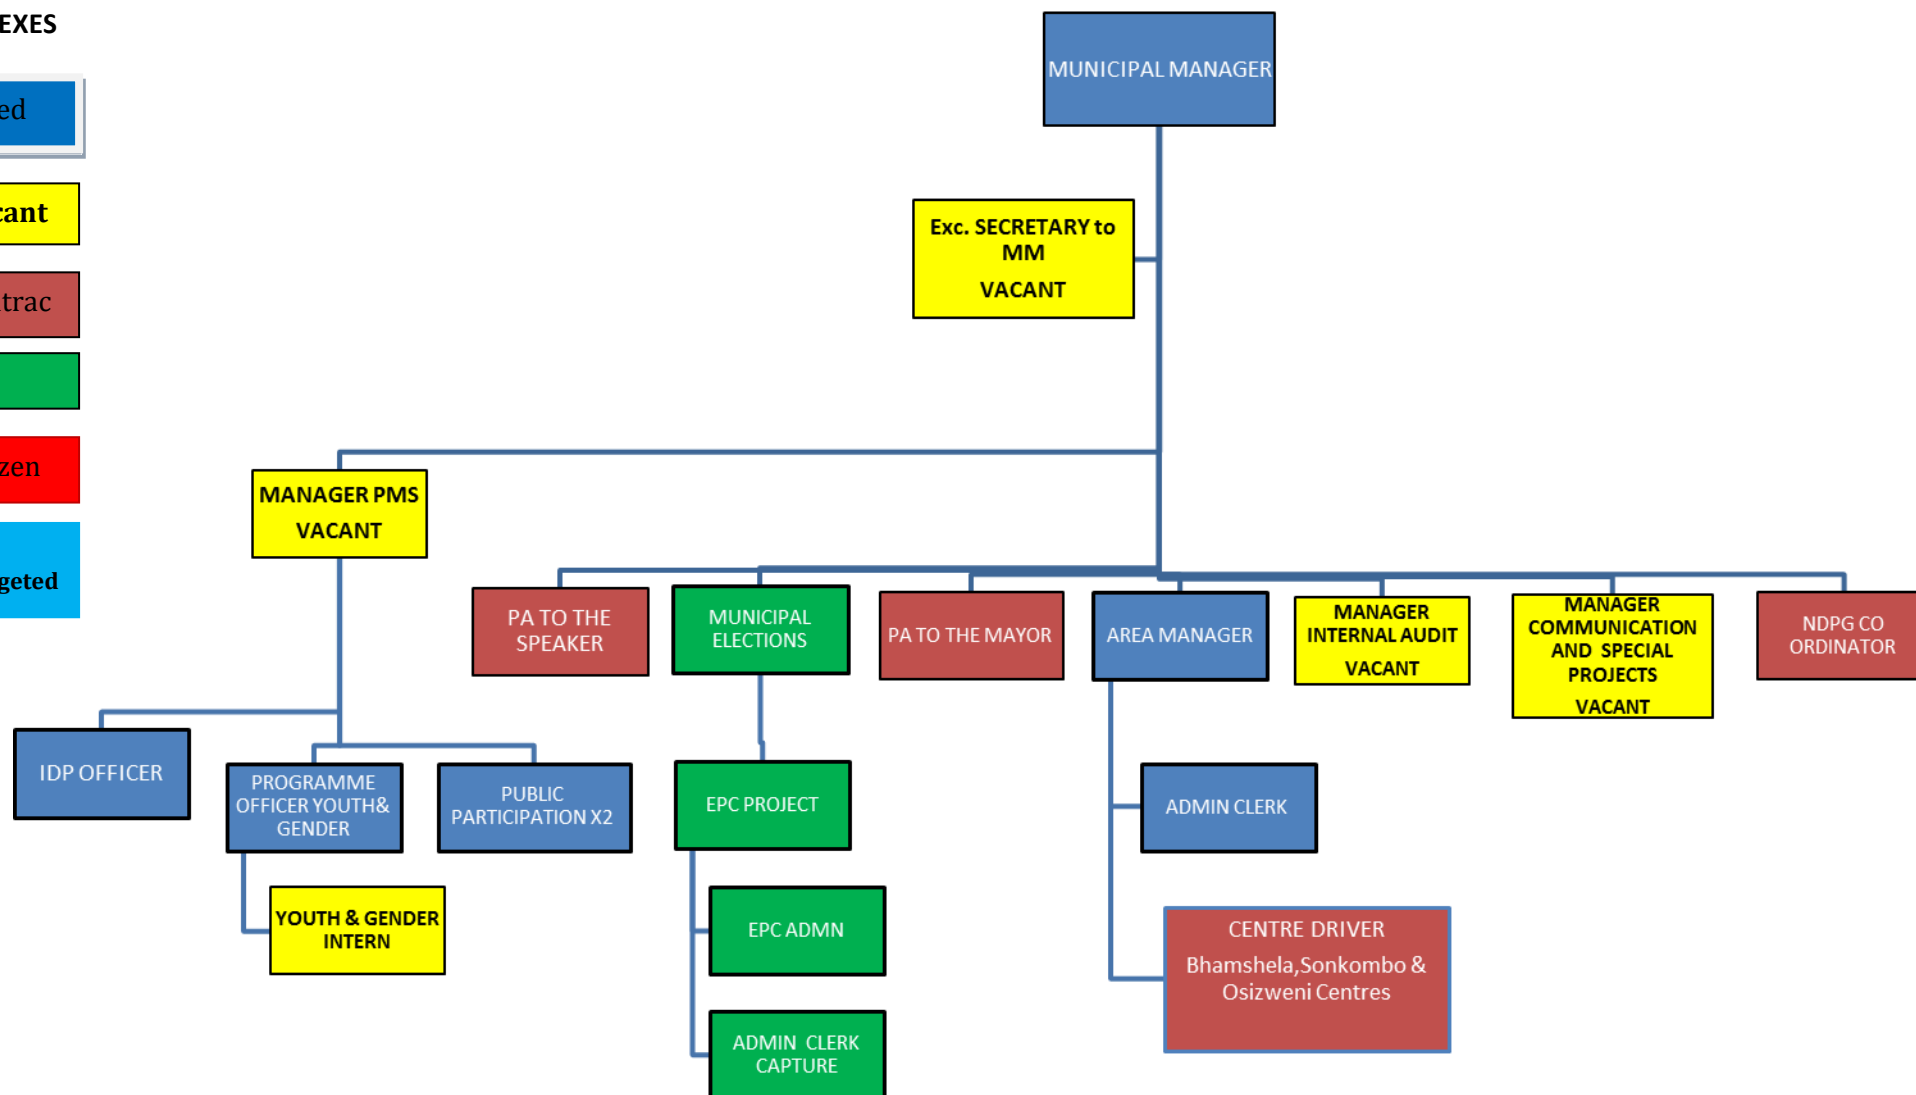 EXES
ed
cant
trac
zen
geted
MUNICIPAL MANAGER
Exc. SECRETARY to
MM
VACANT
MANAGER PMS
VACANT
PA TO THE
SPEAKER
MUNICIPAL
ELECTIONS
PA TO THE MAYOR
AREA MANAGER
MANAGER
INTERNAL AUDIT
VACANT
MANAGER
COMMUNICATION
AND SPECIAL
PROJECTS
VACANT
NDPG CO
ORDINATOR
IDP OFFICER
PROGRAMME
OFFICER YOUTH&
GENDER
PUBLIC
PARTICIPATION X2
EPC PROJECT
ADMIN CLERK
YOUTH & GENDER
INTERN
EPC ADMN
CENTRE DRIVER
Bhamshela,Sonkombo &
Osizweni Centres
ADMIN CLERK
CAPTURE